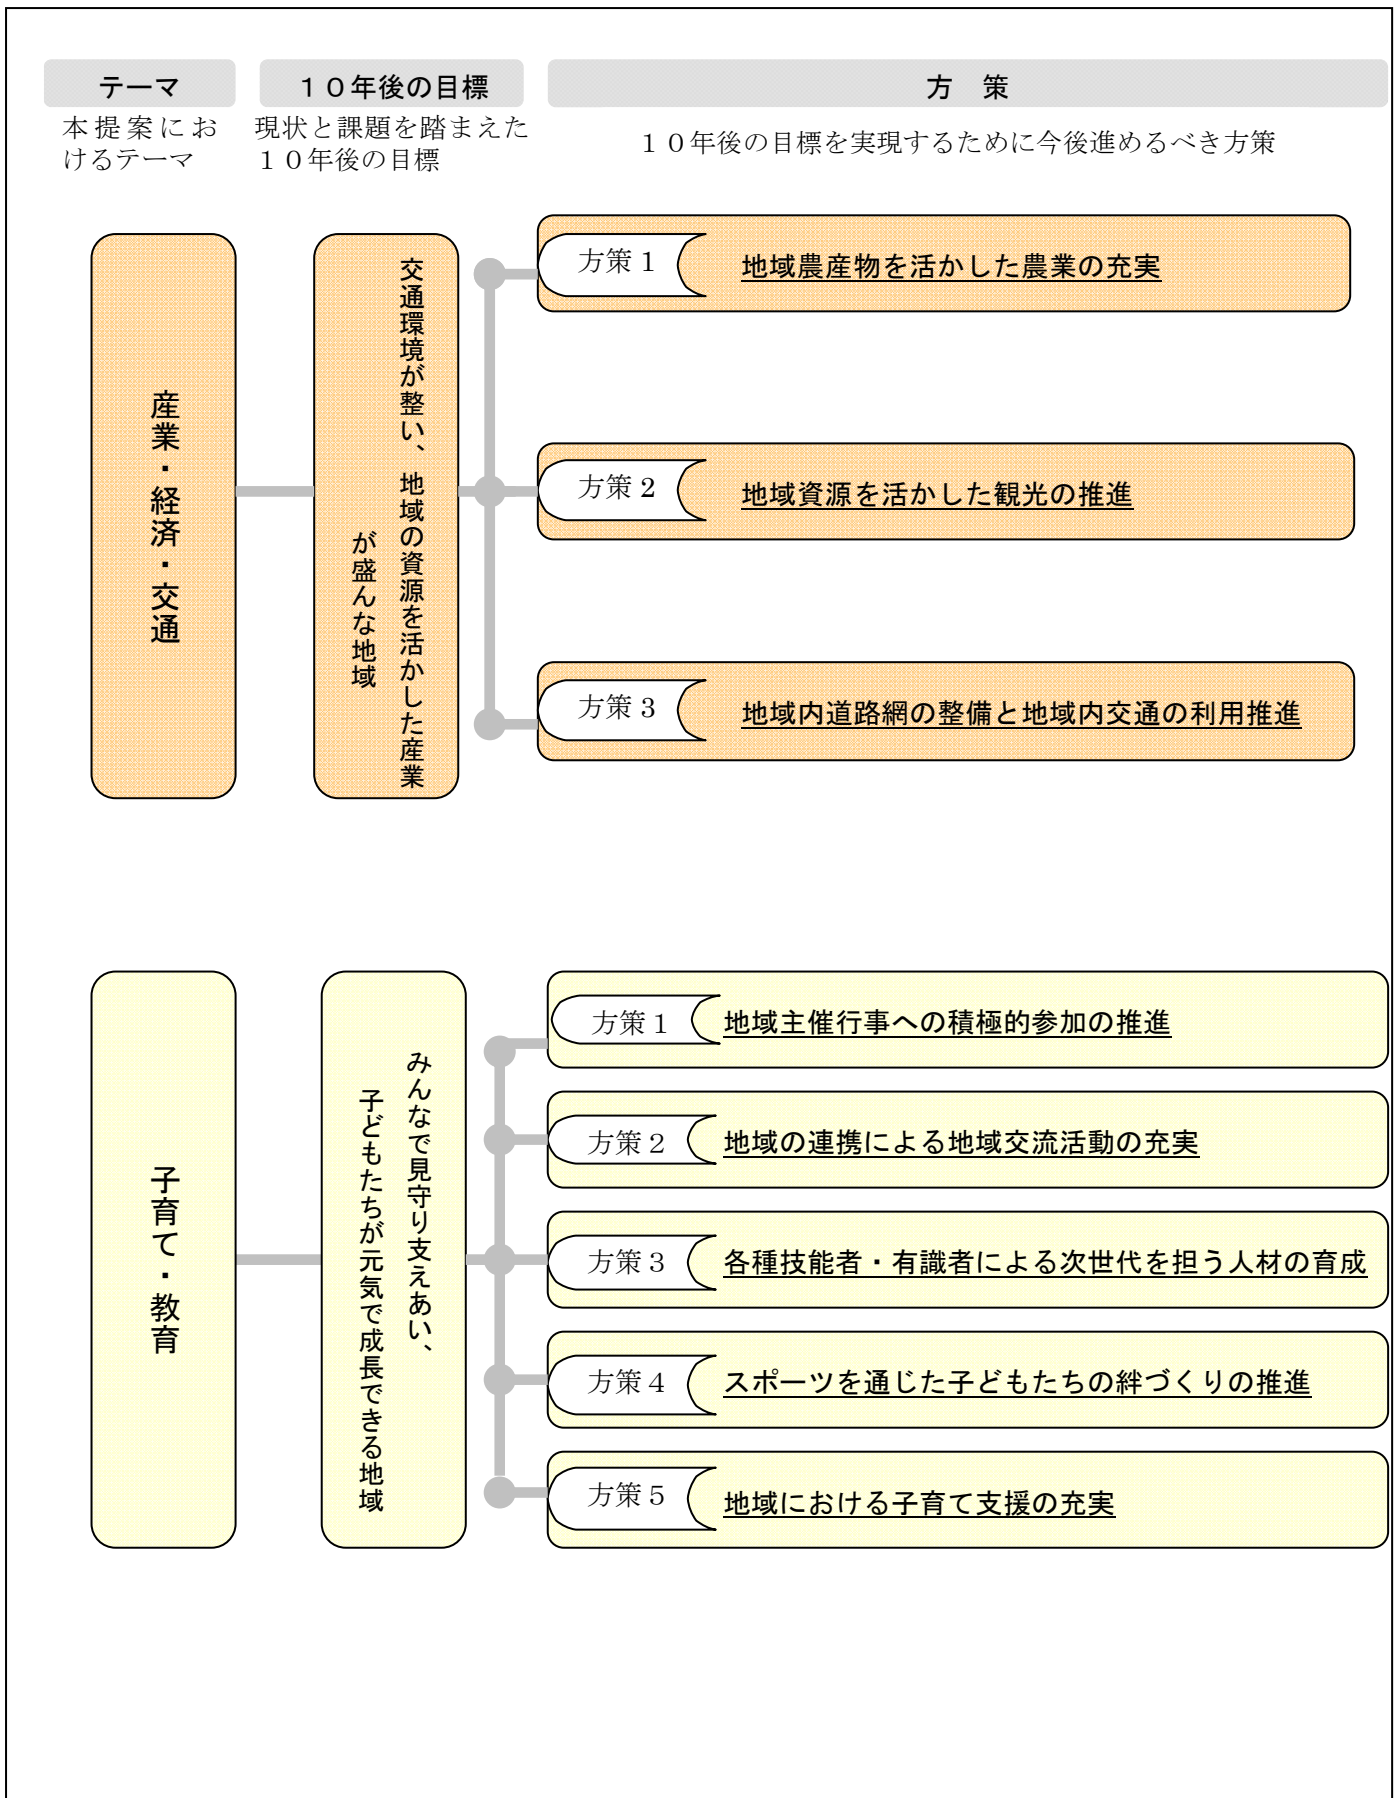 テーマ
１０年後の目標
方　策
本提案にお
けるテーマ
現状と課題を踏まえた
１０年後の目標
１０年後の目標を実現するために今後進めるべき方策
産業・経済・交通
交通環境が整い、地域の資源を活かした産業
が盛んな地域
方策１
地域農産物を活かした農業の充実
方策２
地域資源を活かした観光の推進
方策３
地域内道路網の整備と地域内交通の利用推進
子育て・教育
みんなで見守り支えあい、
子どもたちが元気で成長できる地域
方策１
地域主催行事への積極的参加の推進
方策２
地域の連携による地域交流活動の充実
方策３
各種技能者・有識者による次世代を担う人材の育成
方策４
スポーツを通じた子どもたちの絆づくりの推進
方策５
地域における子育て支援の充実